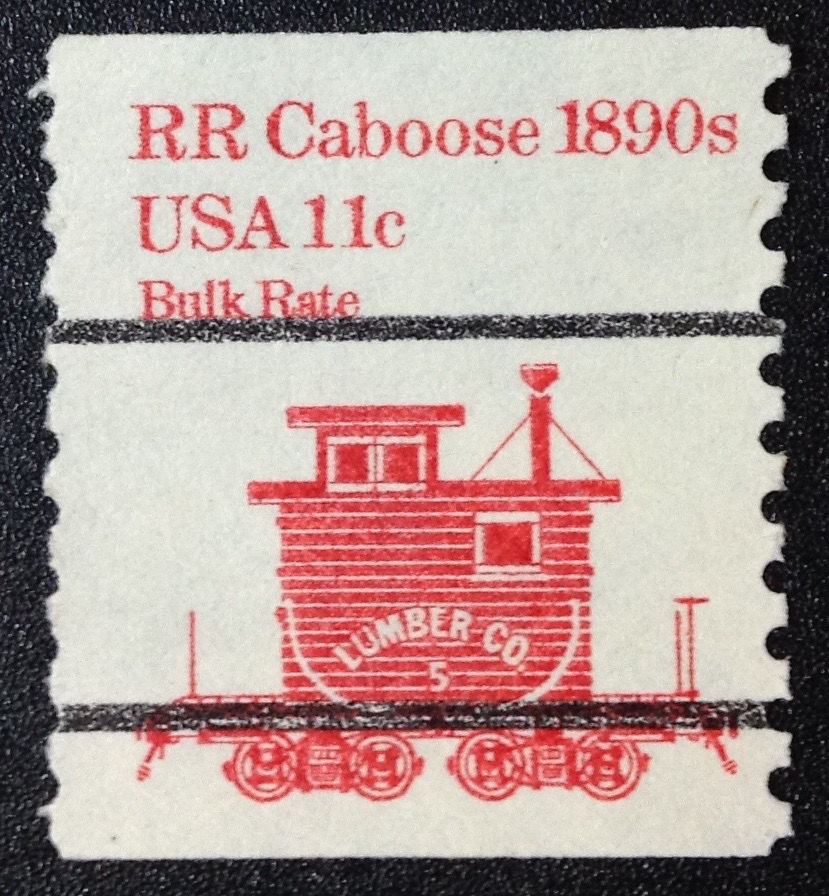 RR Caboose 1890s
USA 11c
Bulk Rate
LUMBER CO.
5